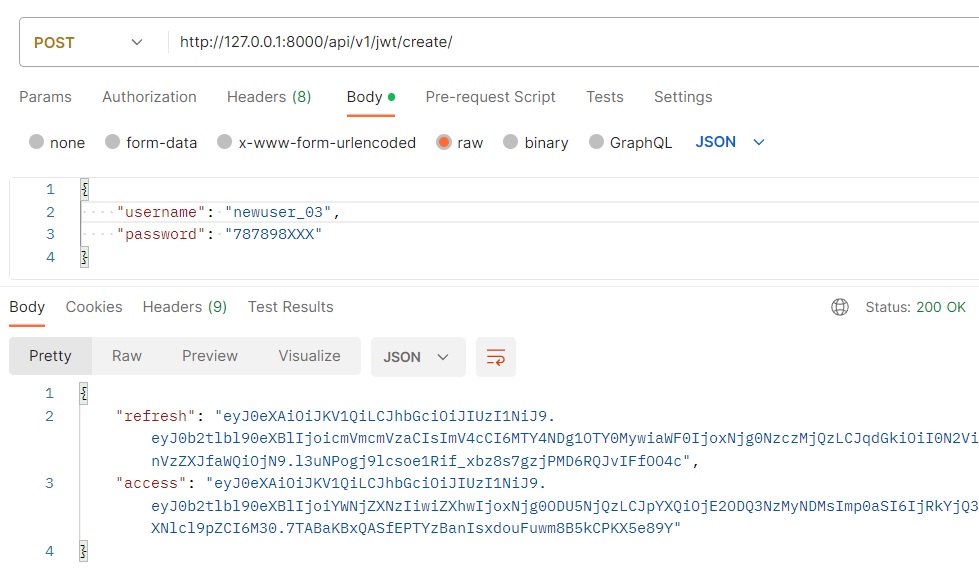 POST http://127.0.0.1:8000/api/v1/jwt/create/
Params Authorization Headers (8) Body Pre-request Script Tests Settings
none form-data x-www-form-urlencoded raw binary GraphQL JSON
1 {
2 "username": "newuser_03",
3 "password": "787898XXX"
4 }
Body Cookies Headers (9) Test Results Status: 200 OK
Pretty Raw Preview Visualize JSON
1 {
2 "refresh": "eyJ0eXAiOiJKV1QiLCJhbGciOiJIUzI1NiJ9.
eyJ0b2tlbl90eXBlIjoicmVmcmVzaCIsImV4cCI6MTY4NDg1OTY0MywiaWF0IjoxNjg0NzczMjQzLCJqdGkiOiI0N2Vi
nVzZXJfaWQiOjN9.l3uNPogj9lcsoe1Rif_xbz8s7gzjPMD6RQJvIFfOO4c",
3 "access": "eyJ0eXAiOiJKV1QiLCJhbGciOiJIUzI1NiJ9.
eyJ0b2tlbl90eXBlIjoiYWNjZXNzIiwiZXhwIjoxNjg0ODU5NjQzLCJpYXQiOjE2ODQ3NzMyNDMsImp0aSI6IjRkYjQ3
XNlcl9pZCI6M30.7TABaKBxQASfEPTYzBanIsxdouFuwm8B5kCPKX5e89Y"
4 }